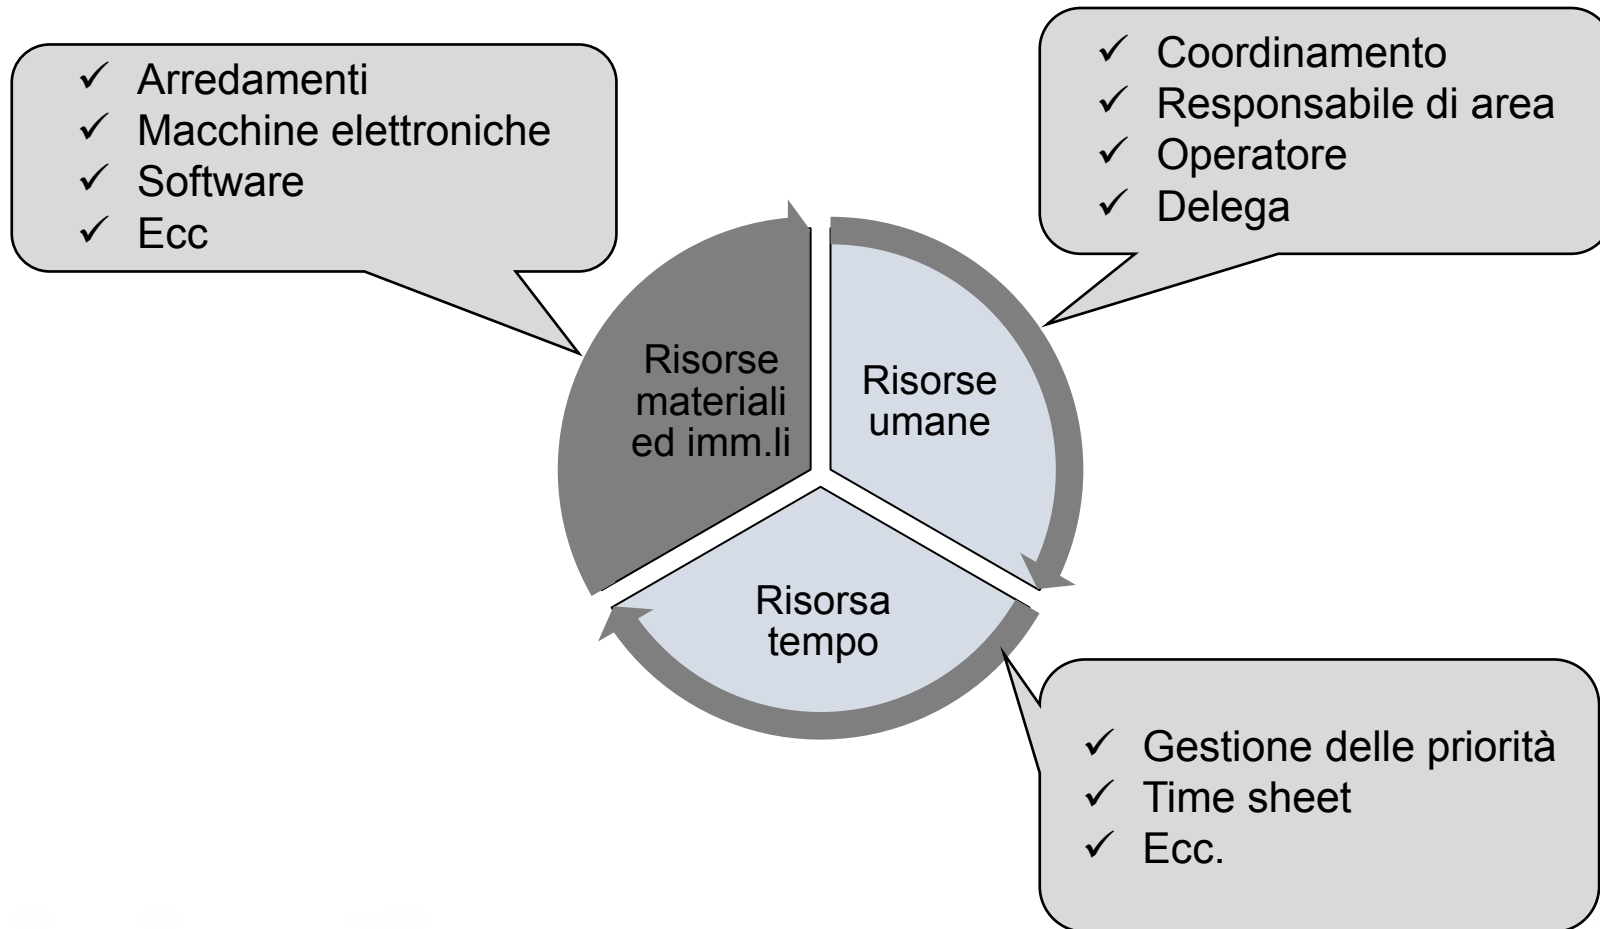 Arredamenti
Macchine elettroniche
Software
Ecc
Coordinamento
Responsabile di area
Operatore
Delega
Risorse
materiali
ed imm.li
Risorse
umane
Risorsa
tempo
Gestione delle priorità
Time sheet
Ecc.